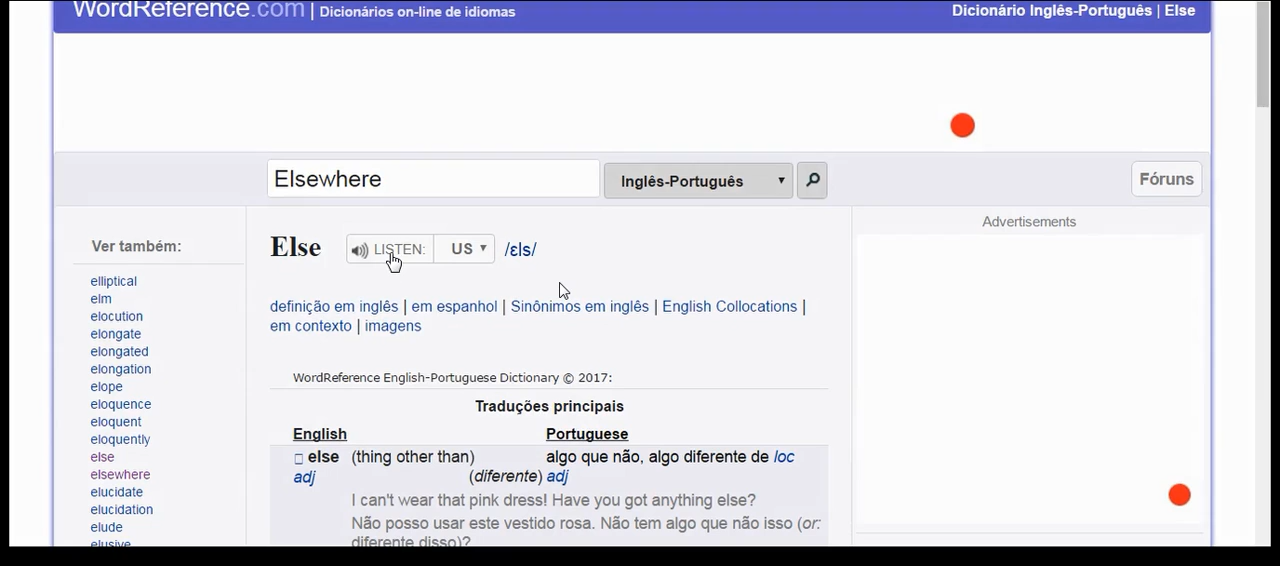 WordReference.com | Dicionários on-line de idiomas
Dicionário Inglês-Português | Else
Elsewhere
Inglês-Português
Fóruns
Ver também:
elliptical
elm
elocution
elongate
elongated
elongation
elope
eloquence
eloquent
eloquently
else
elsewhere
elucidate
elucidation
elude
elusive
Else
LISTEN:
US
/ɛls/
definição em inglês | em espanhol | Sinônimos em inglês | English Collocations |
em contexto | imagens
WordReference English-Portuguese Dictionary © 2017:
Traduções principais
English Portuguese
else (thing other than) algo que não, algo diferente de loc
adj (diferente) adj
I can't wear that pink dress! Have you got anything else?
Não posso usar este vestido rosa. Não tem algo que não isso (or:
diferente disso)?
Advertisements